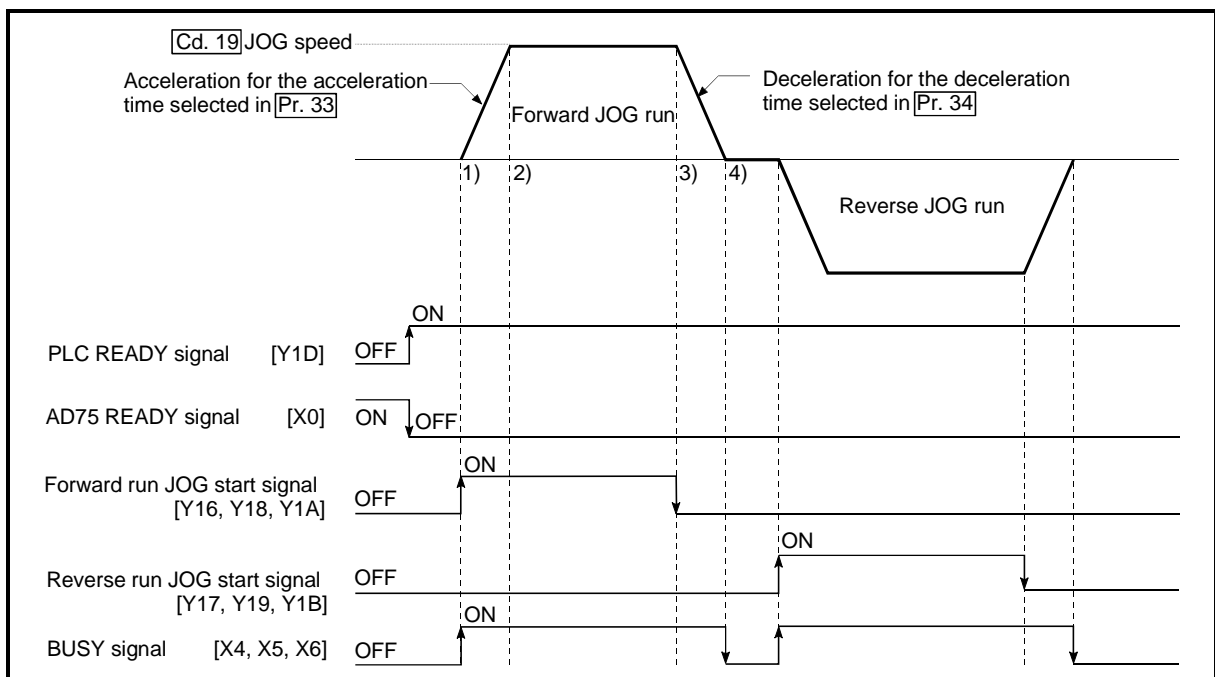 Cd. 19 JOG speed
Acceleration for the acceleration
time selected in Pr. 33
Deceleration for the deceleration
time selected in Pr. 34
Forward JOG run
1) 2) 3) 4)
Reverse JOG run
ON
PLC READY signal [Y1D] OFF
AD75 READY signal [X0] ON OFF
ON
Forward run JOG start signal
[Y16, Y18, Y1A]
OFF
ON
Reverse run JOG start signal
[Y17, Y19, Y1B]
OFF
ON
BUSY signal [X4, X5, X6] OFF